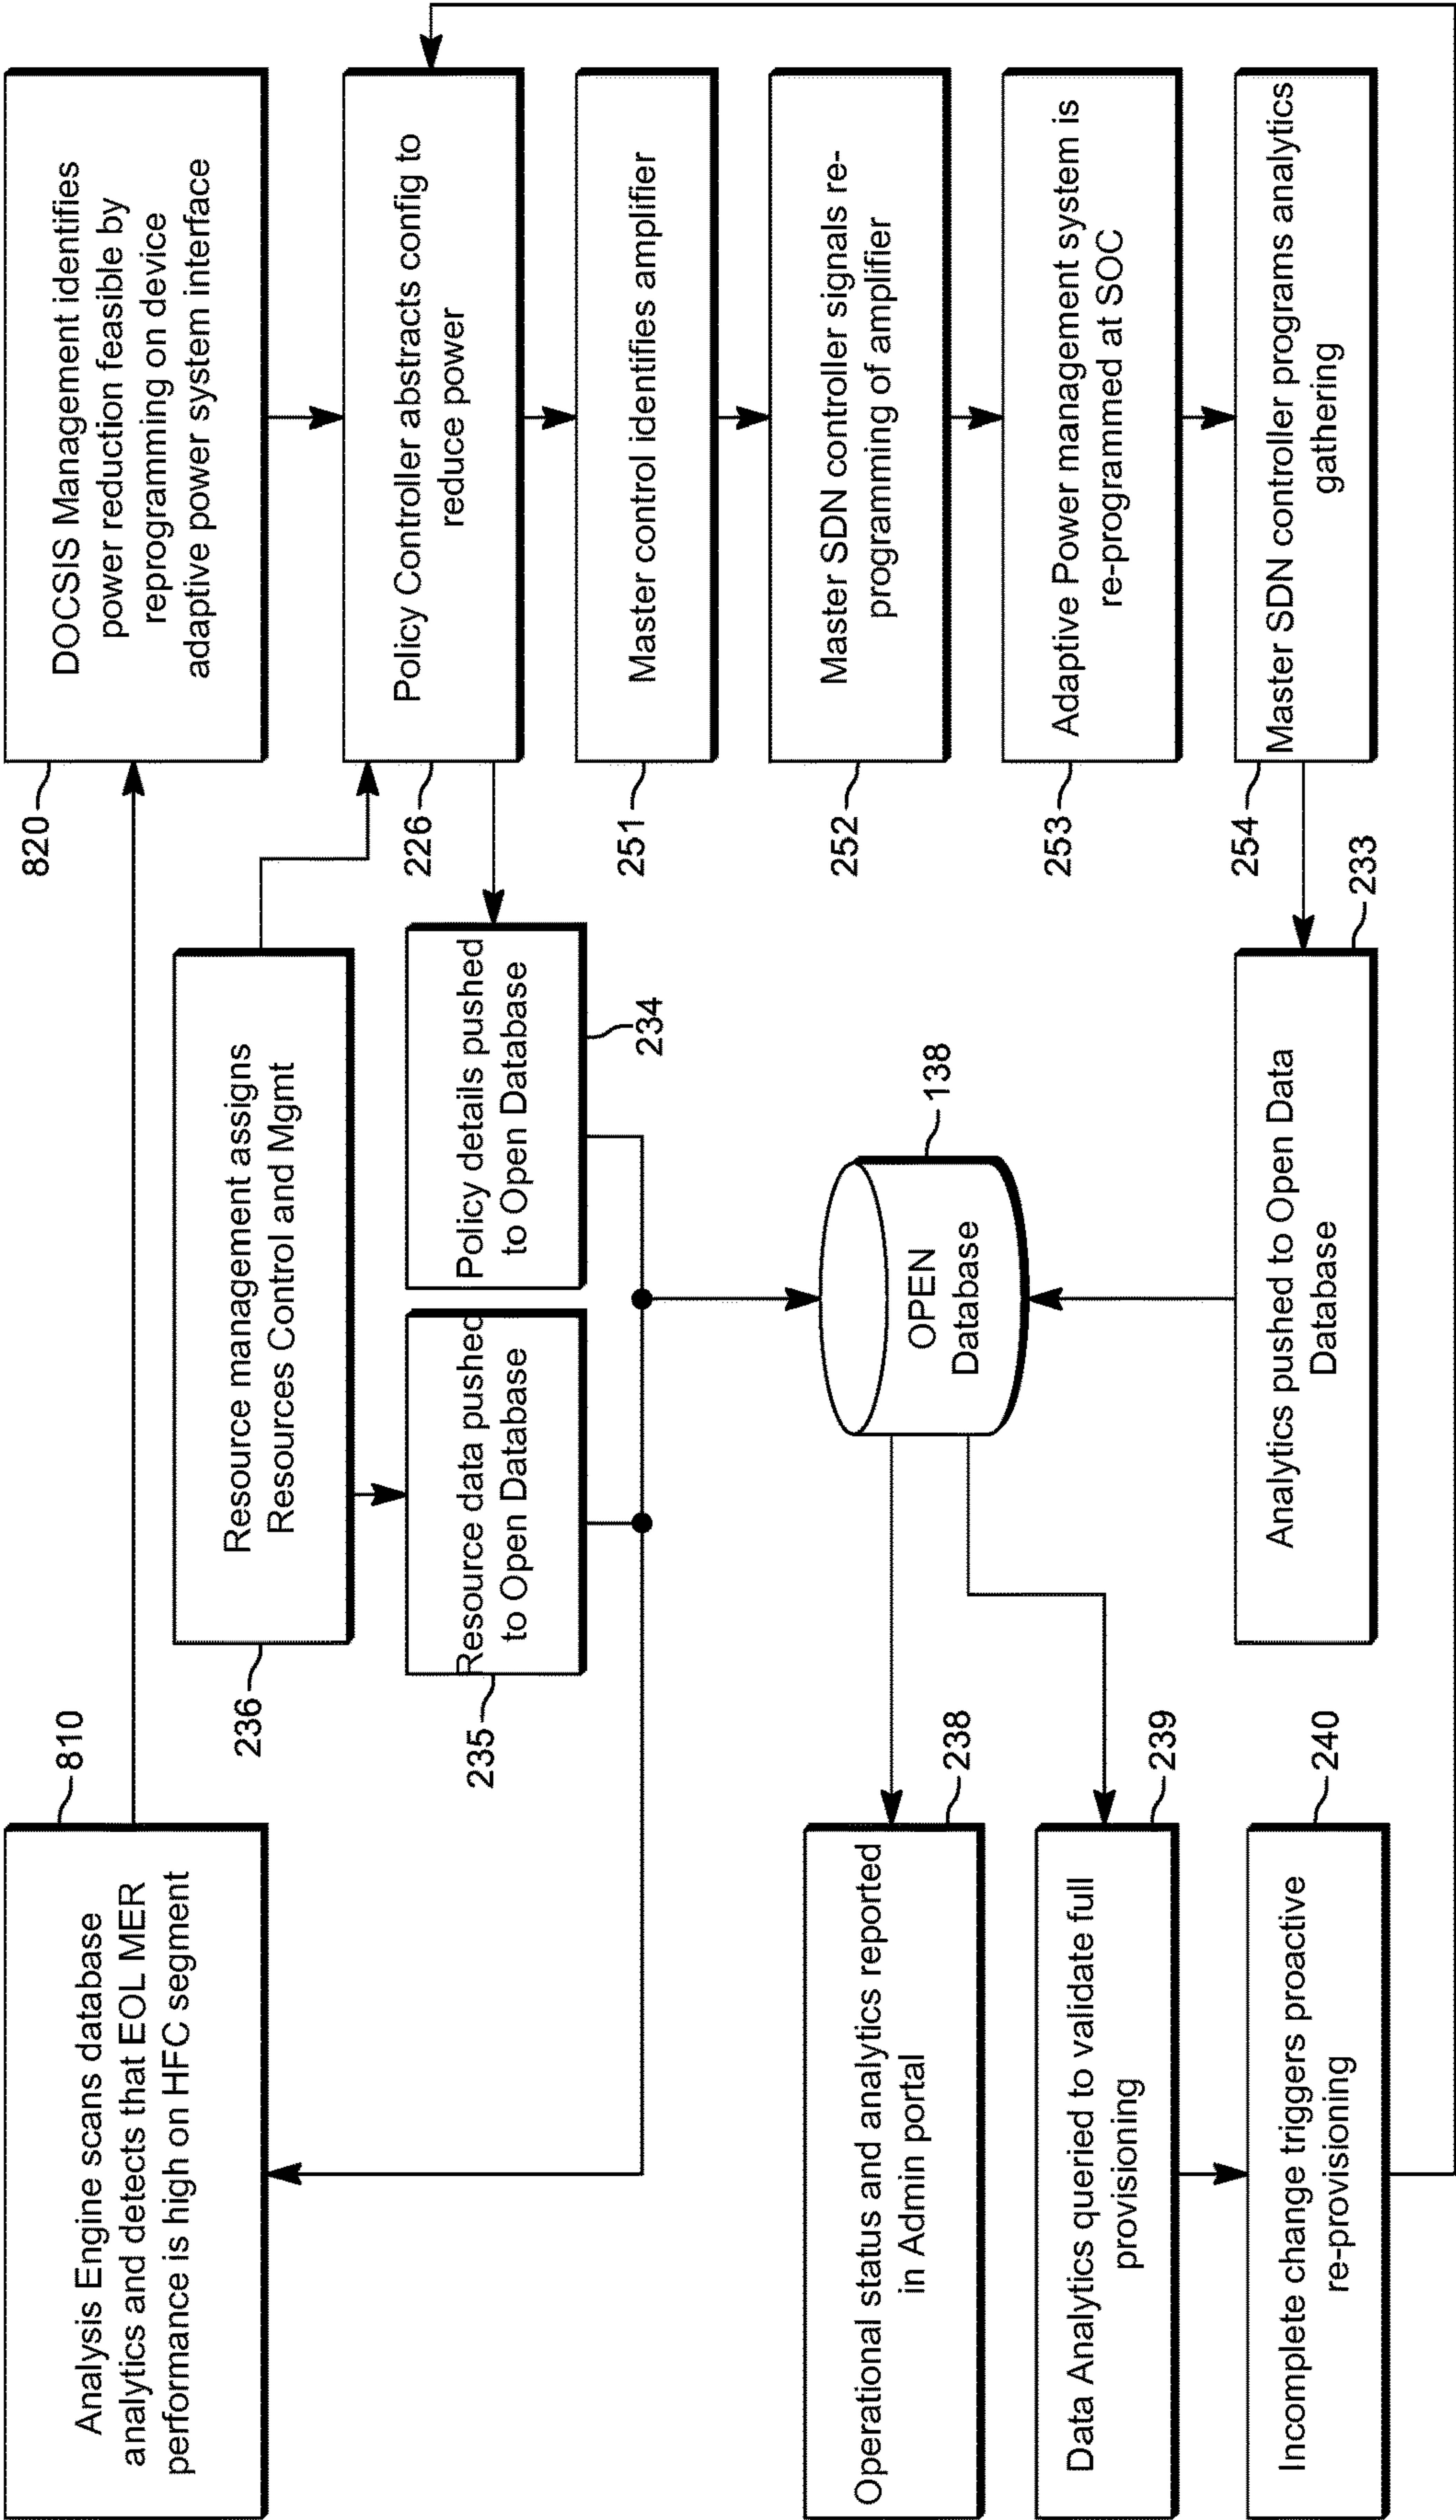 Analysis Engine scans database
analytics and detects that EOL MER
performance is high on HFC segment
810
DOCSIS Management identifies
power reduction feasible by
reprogramming on device
adaptive power system interface
820
Resource management assigns
Resources Control and Mgmt
236
Policy Controller abstracts config to
reduce power
226
Resource data pushed
to Open Database
235
Policy details pushed
to Open Database
234
Master control identifies amplifier
251
Operational status and analytics reported
in Admin portal
238
OPEN
Database
138
Master SDN controller signals re-
programming of amplifier
252
Data Analytics queried to validate full
provisioning
239
Adaptive Power management system is
re-programmed at SOC
253
Incomplete change triggers proactive
re-provisioning
240
Analytics pushed to Open Data
Database
233
Master SDN controller programs analytics
gathering
254